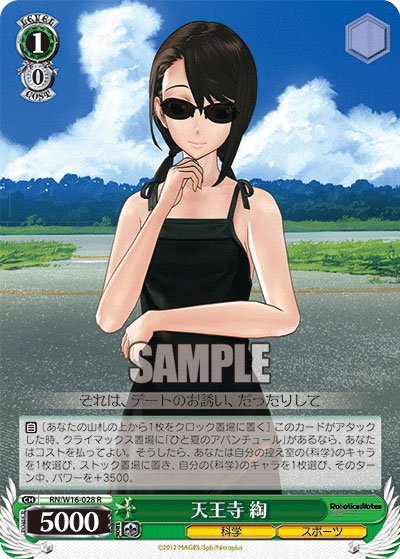 LEVEL
1
0
COST
SAMPLE
それは、デートのお誘い、だったりして
自 [あなたの山札の上から1枚をクロック置場に置く] このカードがアタック
した時、クライマックス置場に「ひと夏のアバンチュール」があるなら、あなた
はコストを払ってよい。そうしたら、あなたは自分の控え室の《科学》のキャラ
を1枚選び、ストック置場に置き、自分の《科学》のキャラを1枚選び、そのター
ン中、パワーを+3500。
CH RN/W16-028 R
5000
天王寺 綯
Robotics;Notes
科学 スポーツ
©2012 MAGES./5pb./Nitroplus